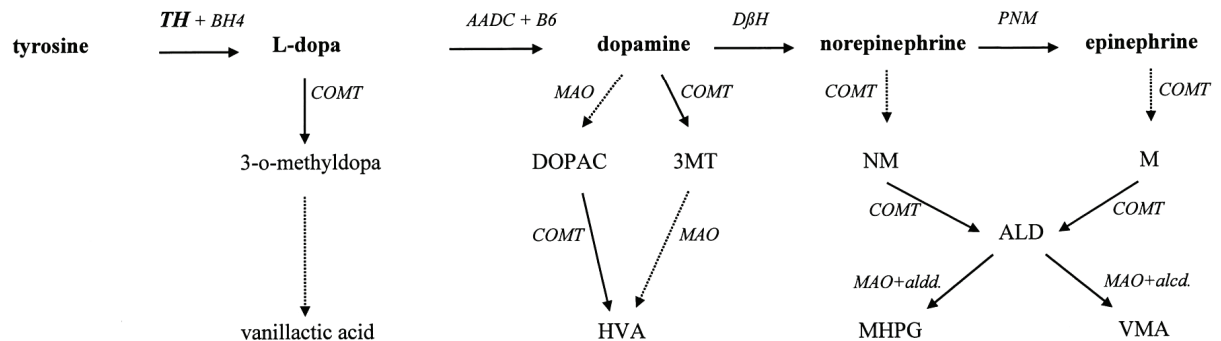 TH + BH4 AADC + B6 DβH PNM
tyrosine L-dopa dopamine norepinephrine epinephrine
COMT MAO COMT COMT COMT
3-o-methyldopa DOPAC 3MT NM M
COMT MAO COMT COMT
ALD
MAO+aldd. MAO+alcd.
vanillactic acid HVA MHPG VMA